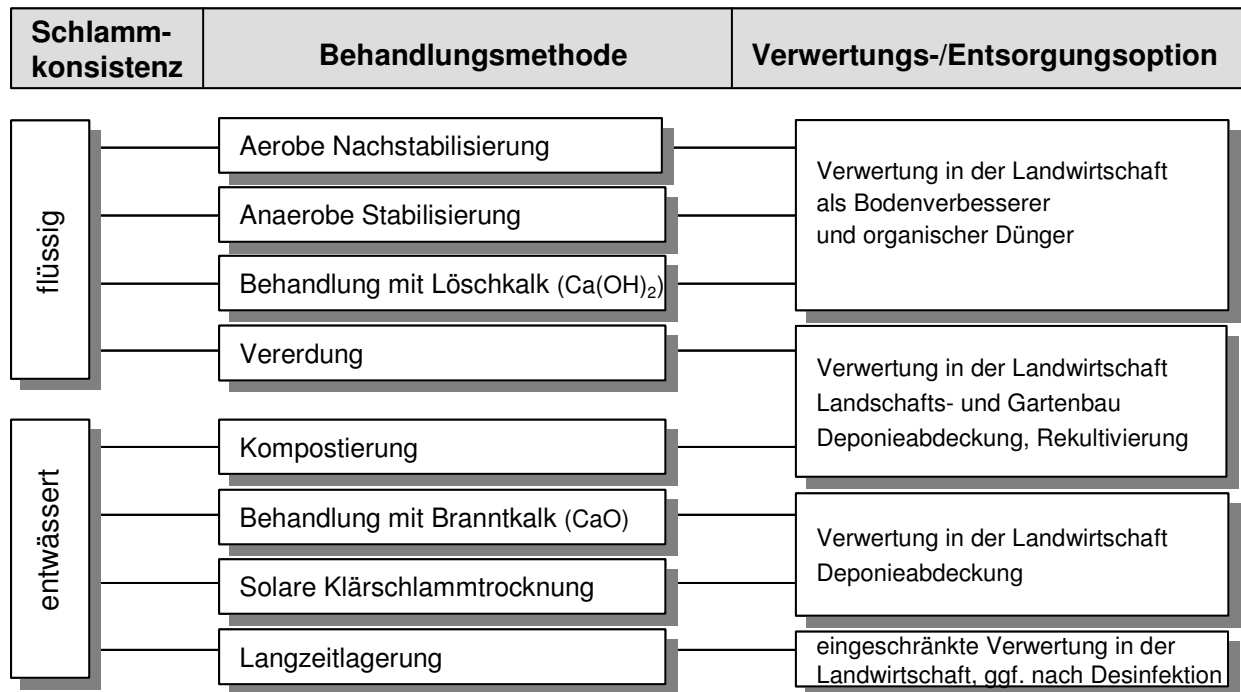 Schlamm-
konsistenz
Behandlungsmethode
Verwertungs-/Entsorgungsoption
flüssig
Aerobe Nachstabilisierung
Anaerobe Stabilisierung
Behandlung mit Löschkalk (Ca(OH)₂)
Vererdung
Verwertung in der Landwirtschaft
als Bodenverbesserer
und organischer Dünger
Verwertung in der Landwirtschaft
Landschafts- und Gartenbau
Deponieabdeckung, Rekultivierung
entwässert
Kompostierung
Behandlung mit Branntkalk (CaO)
Solare Klärschlammtrocknung
Langzeitlagerung
Verwertung in der Landwirtschaft
Deponieabdeckung
eingeschränkte Verwertung in der
Landwirtschaft, ggf. nach Desinfektion